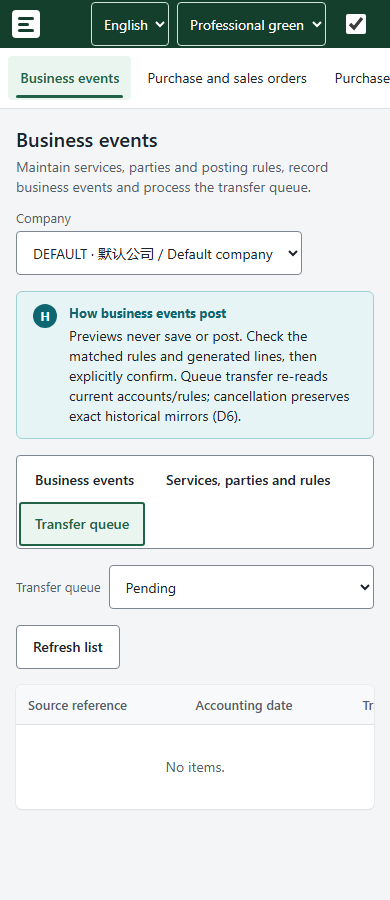 English
Professional green
Business events
Purchase and sales orders
Purchase
Business events
Maintain services, parties and posting rules, record
business events and process the transfer queue.
Company
DEFAULT · 默认公司 / Default company
H
How business events post
Previews never save or post. Check the
matched rules and generated lines, then
explicitly confirm. Queue transfer re-reads
current accounts/rules; cancellation preserves
exact historical mirrors (D6).
Business events
Services, parties and rules
Transfer queue
Transfer queue
Pending
Refresh list
Source reference
Accounting date
Tr
No items.